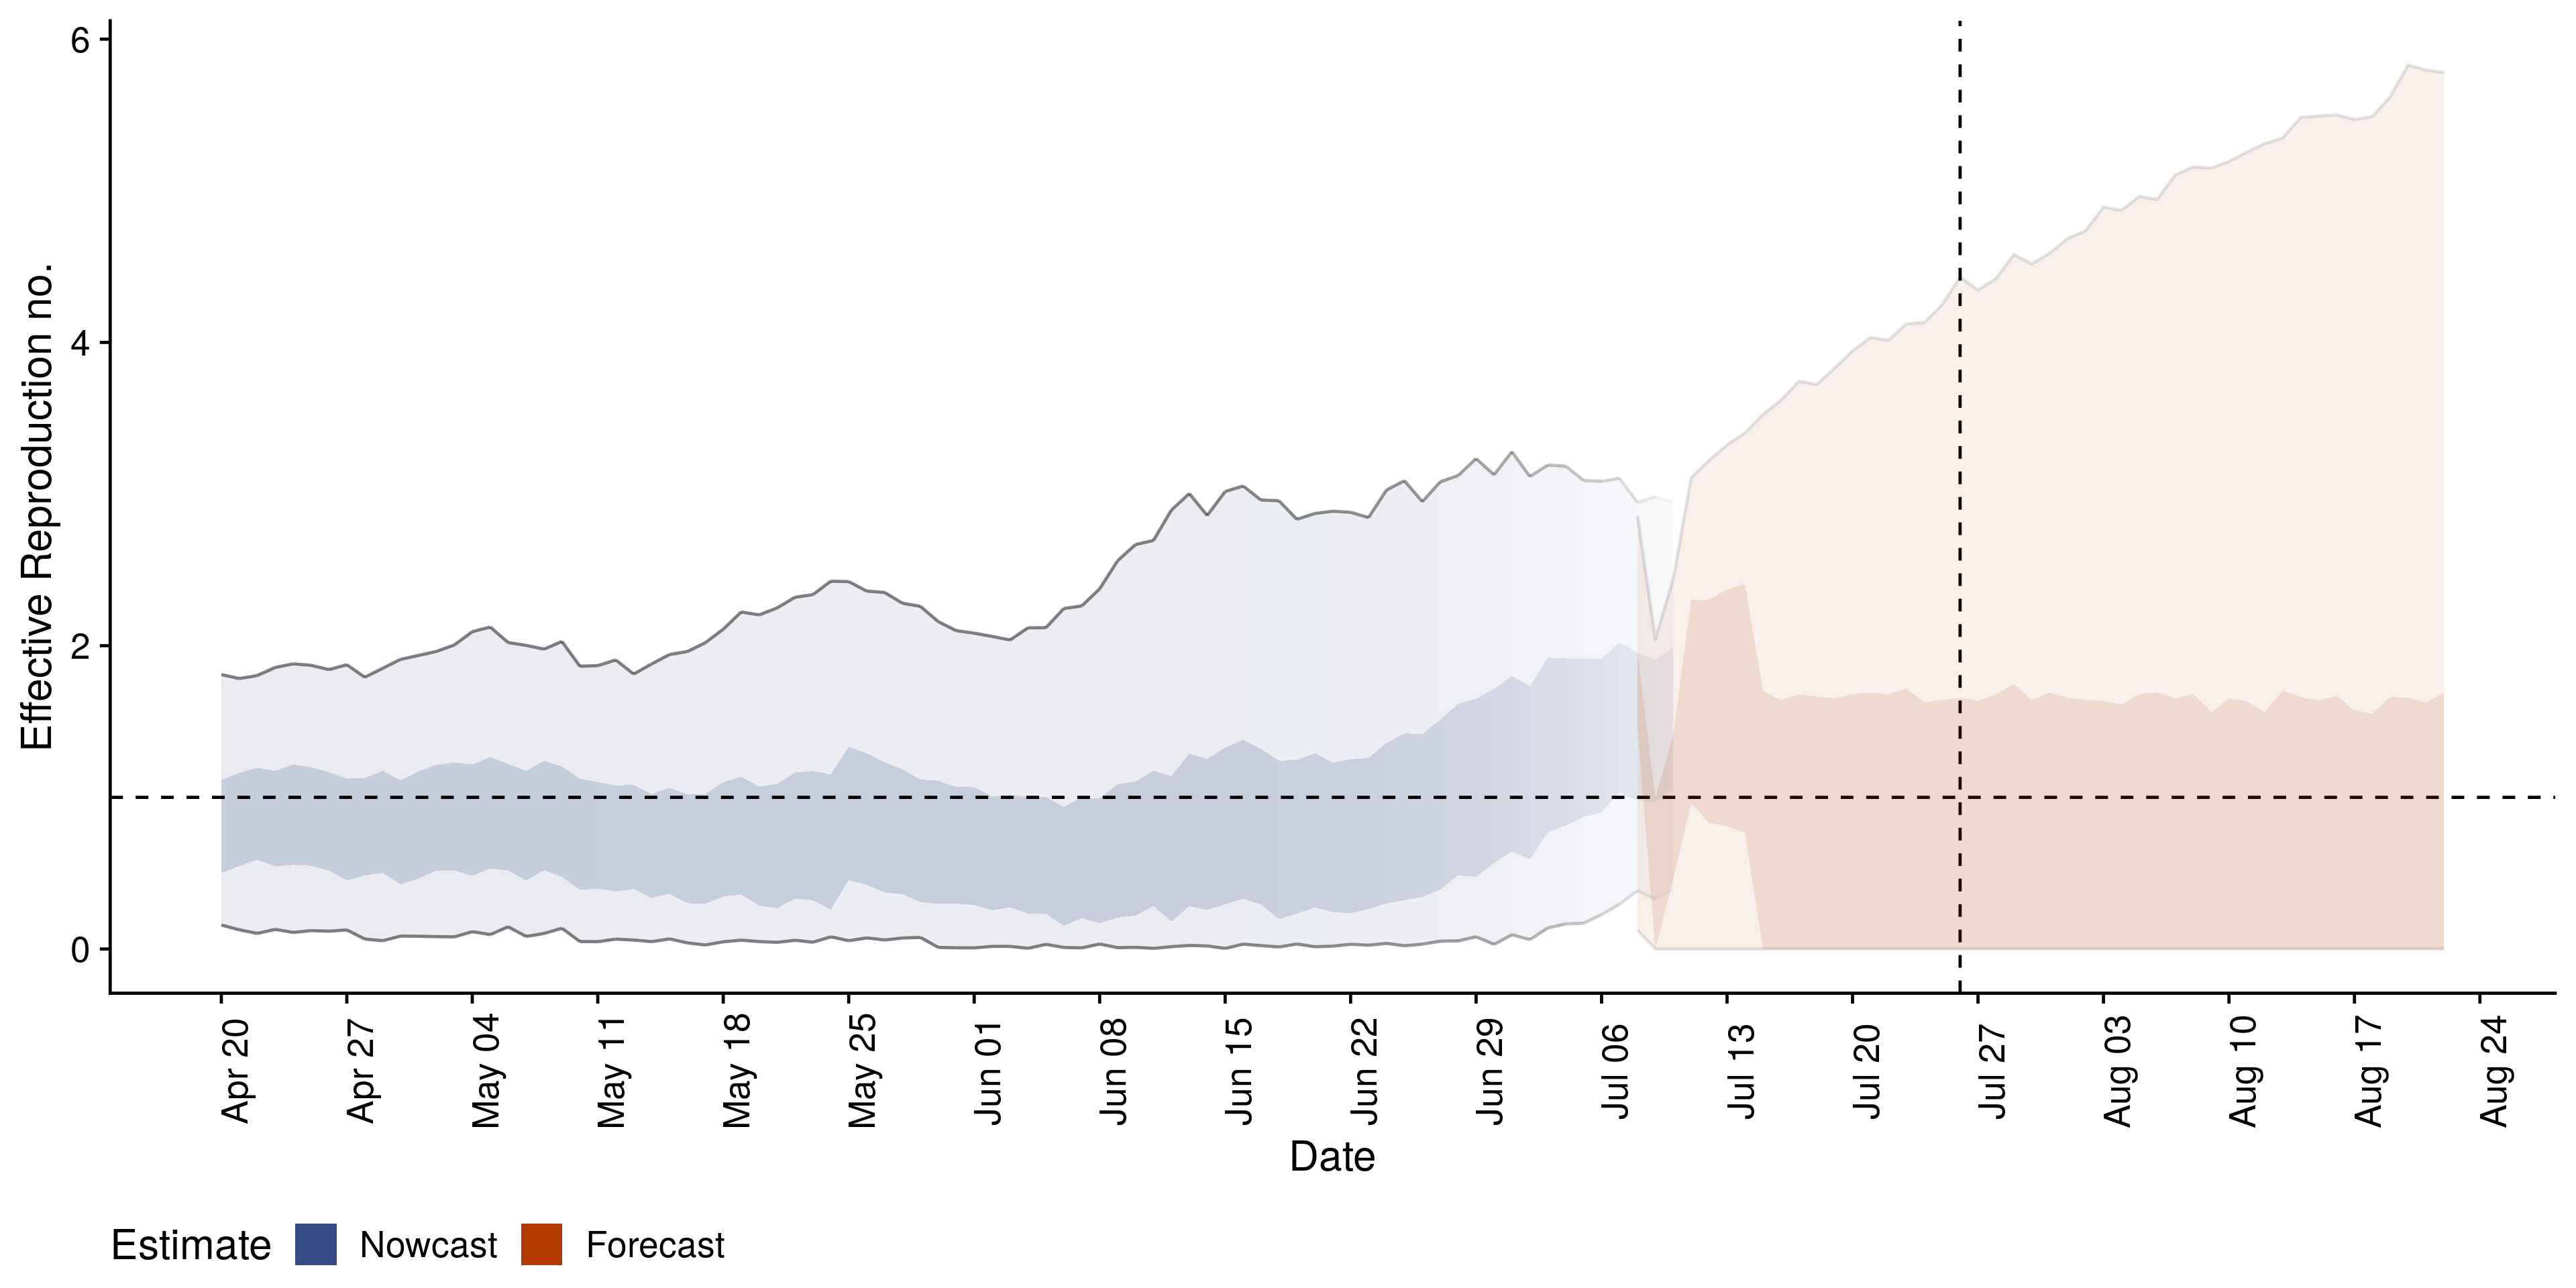 Effective Reproduction no.
6
4
2
0
Apr 20
Apr 27
May 04
May 11
May 18
May 25
Jun 01
Jun 08
Jun 15
Jun 22
Jun 29
Jul 06
Jul 13
Jul 20
Jul 27
Aug 03
Aug 10
Aug 17
Aug 24
Date
Estimate Nowcast Forecast